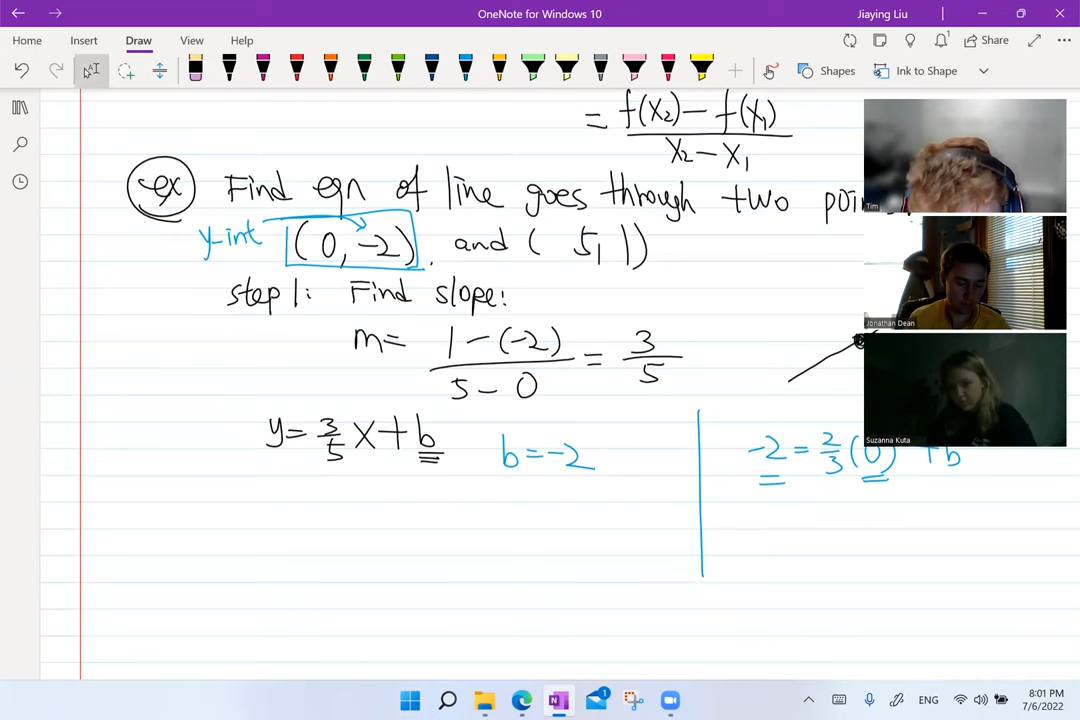 OneNote for Windows 10
Jiaying Liu
Home Insert Draw View Help
Share
Shapes
Ink to Shape
= f(x2) - f(x1)
x2 - x1
ex Find eqn of line goes through two points
y-int (0, -2), and (5, 1)
step 1: Find slope:
m = 1 - (-2) = 3
5 - 0 5
y = 3/5 x + b
b = -2
-2 = 2/3 (0) + b
Tim
Jonathan Dean
Suzanna Kuta
1
ENG
8:01 PM
7/6/2022